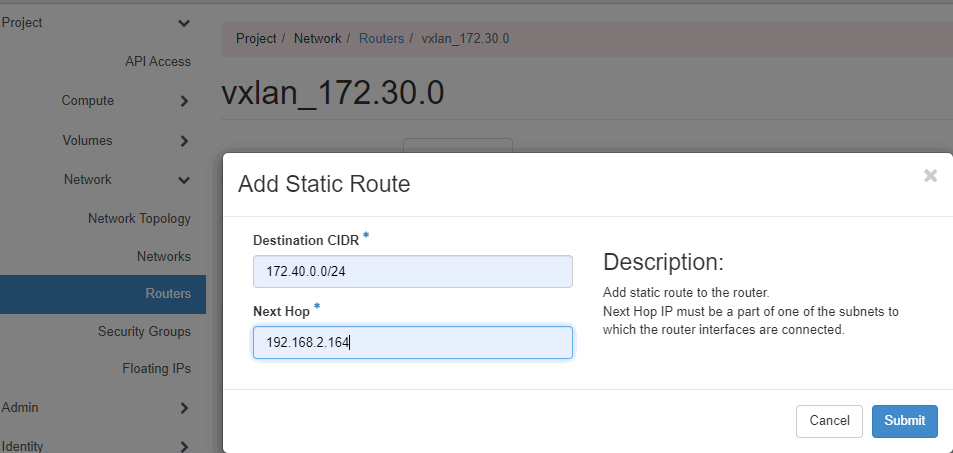 Project
API Access
Compute
Volumes
Network
Network Topology
Networks
Routers
Security Groups
Floating IPs
Admin
Identity
Project / Network / Routers / vxlan_172.30.0
vxlan_172.30.0
Add Static Route
×
Destination CIDR *
172.40.0.0/24
Next Hop *
192.168.2.164
Description:
Add static route to the router.
Next Hop IP must be a part of one of the subnets to
which the router interfaces are connected.
Cancel
Submit